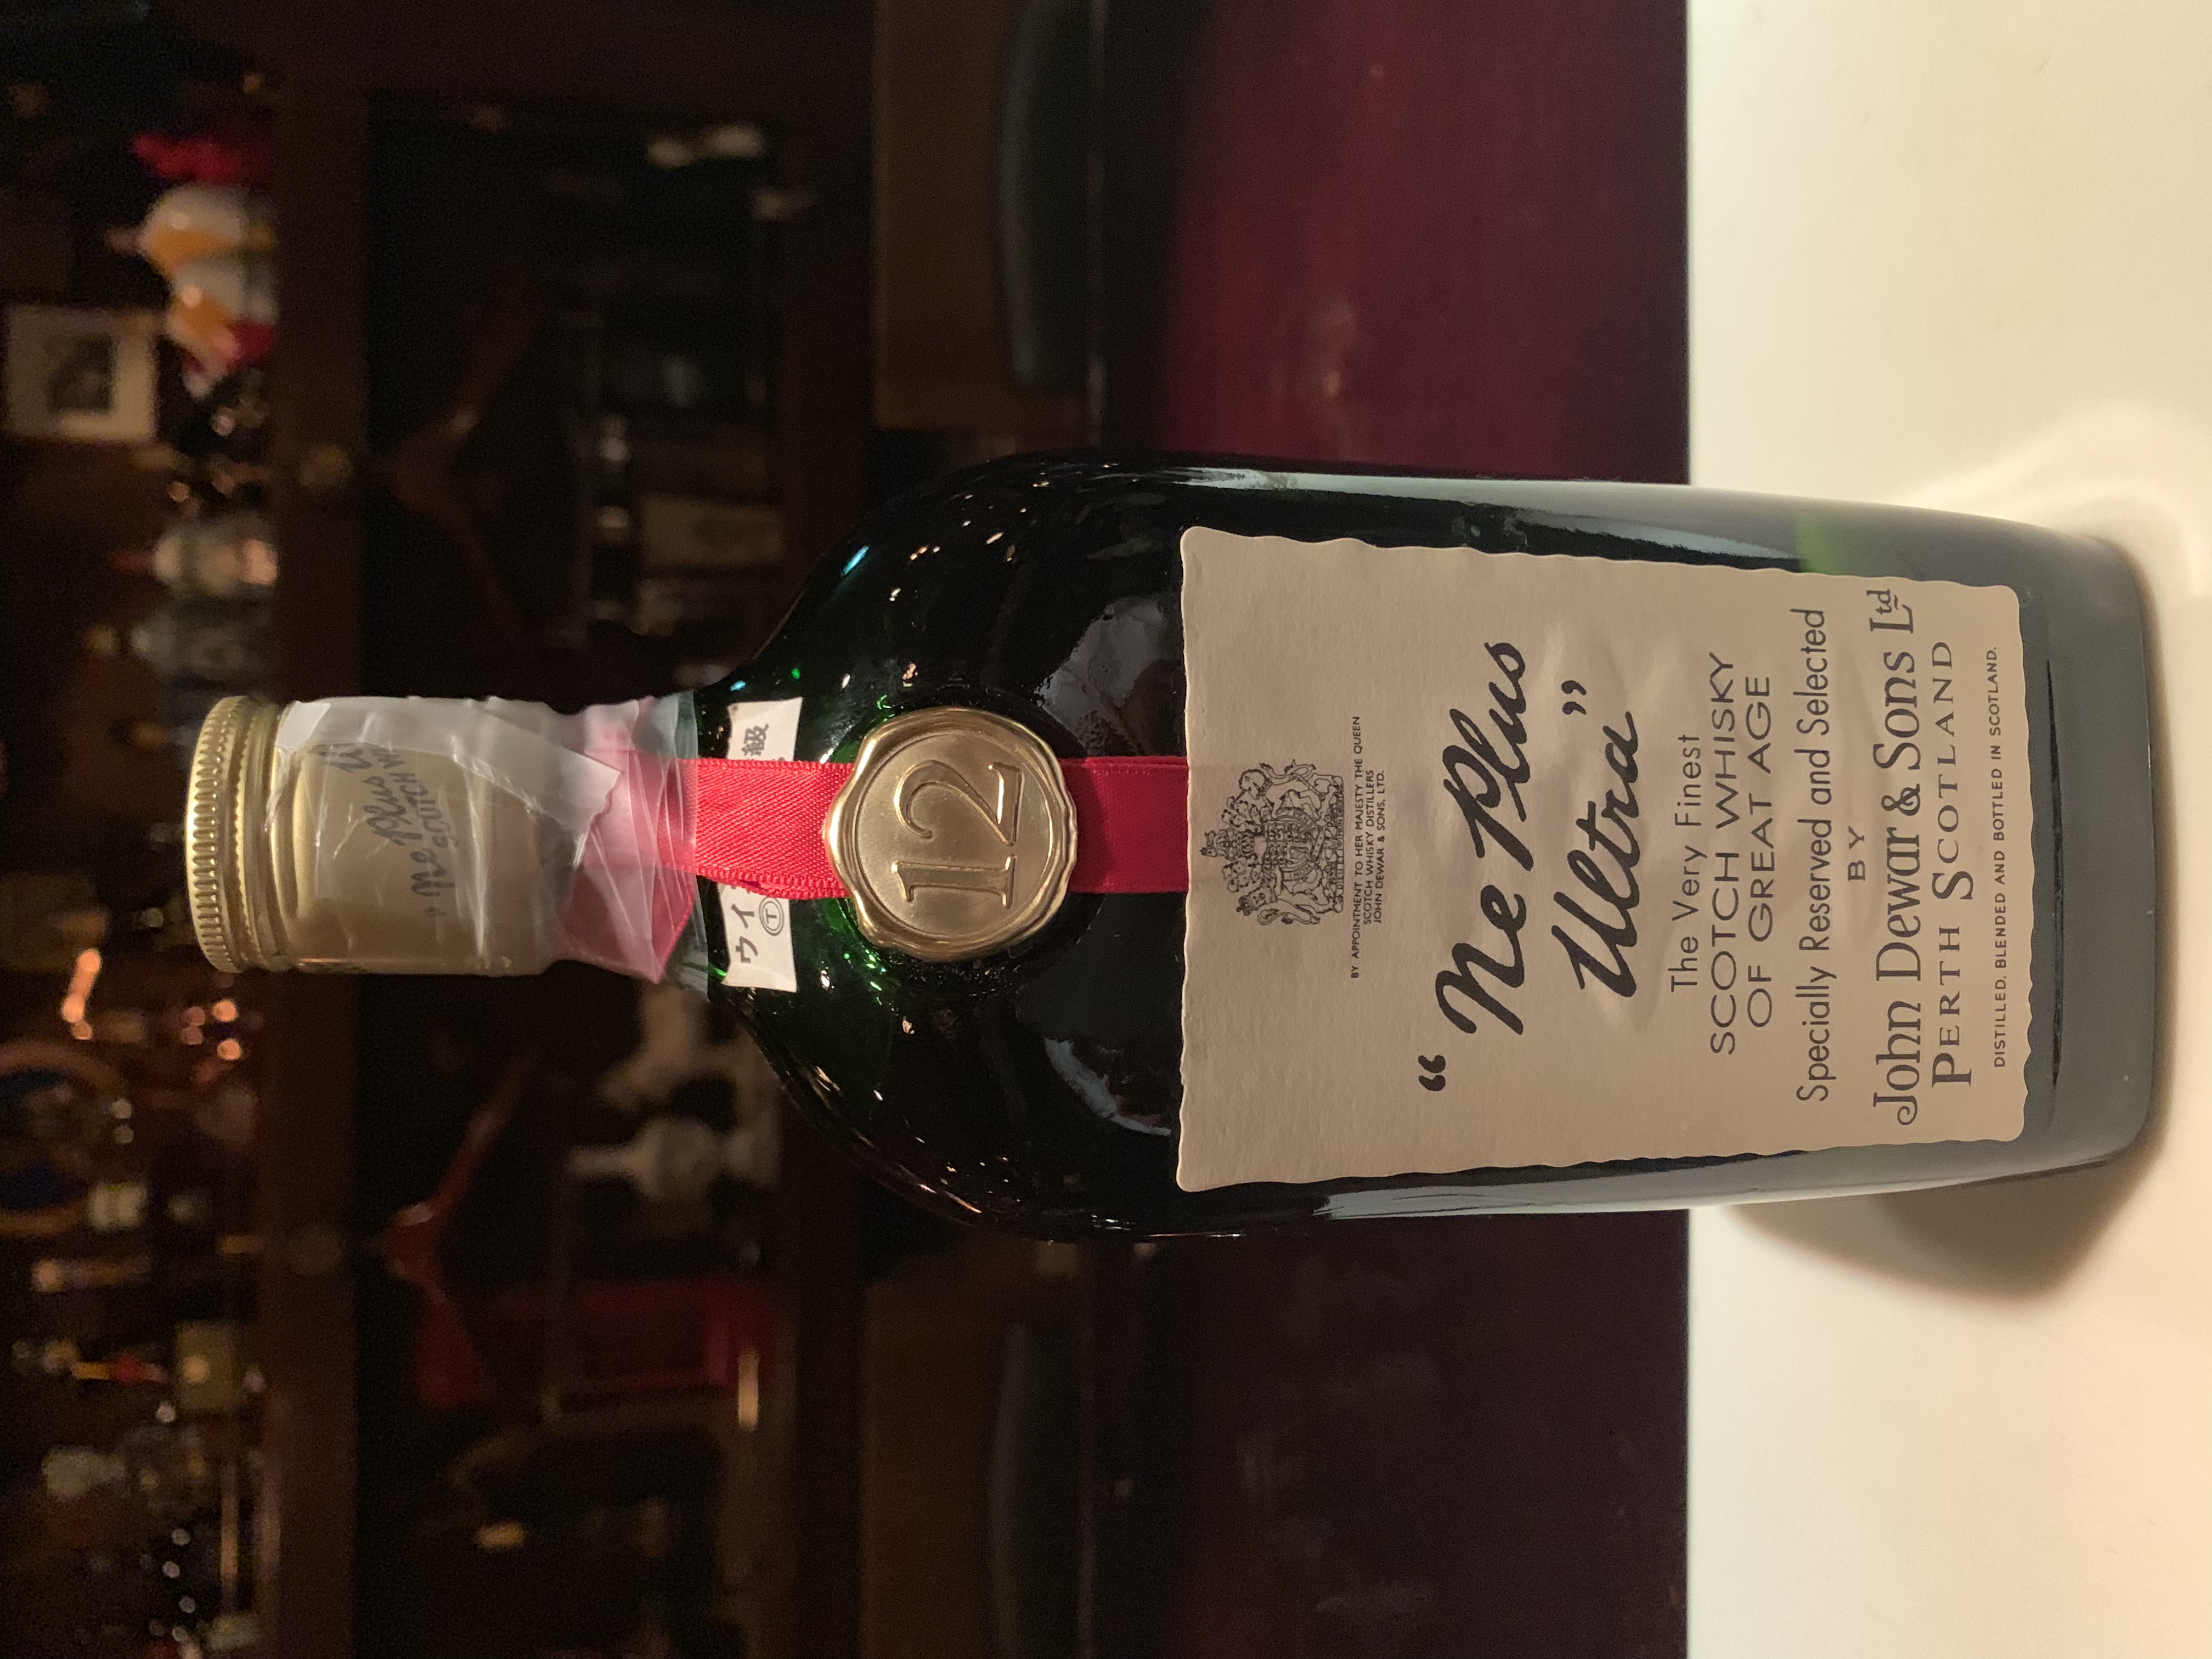 "Ne Plus
SCOTCH W
ウイ
級
Ⓣ
12
BY APPOINTMENT TO HER MAJESTY THE QUEEN
SCOTCH WHISKY DISTILLERS
JOHN DEWAR & SONS, LTD.
“Ne Plus
Ultra”
The Very Finest
SCOTCH WHISKY
OF GREAT AGE
Specially Reserved and Selected
BY
John Dewar & Sons Ltd
PERTH SCOTLAND
DISTILLED, BLENDED AND BOTTLED IN SCOTLAND.